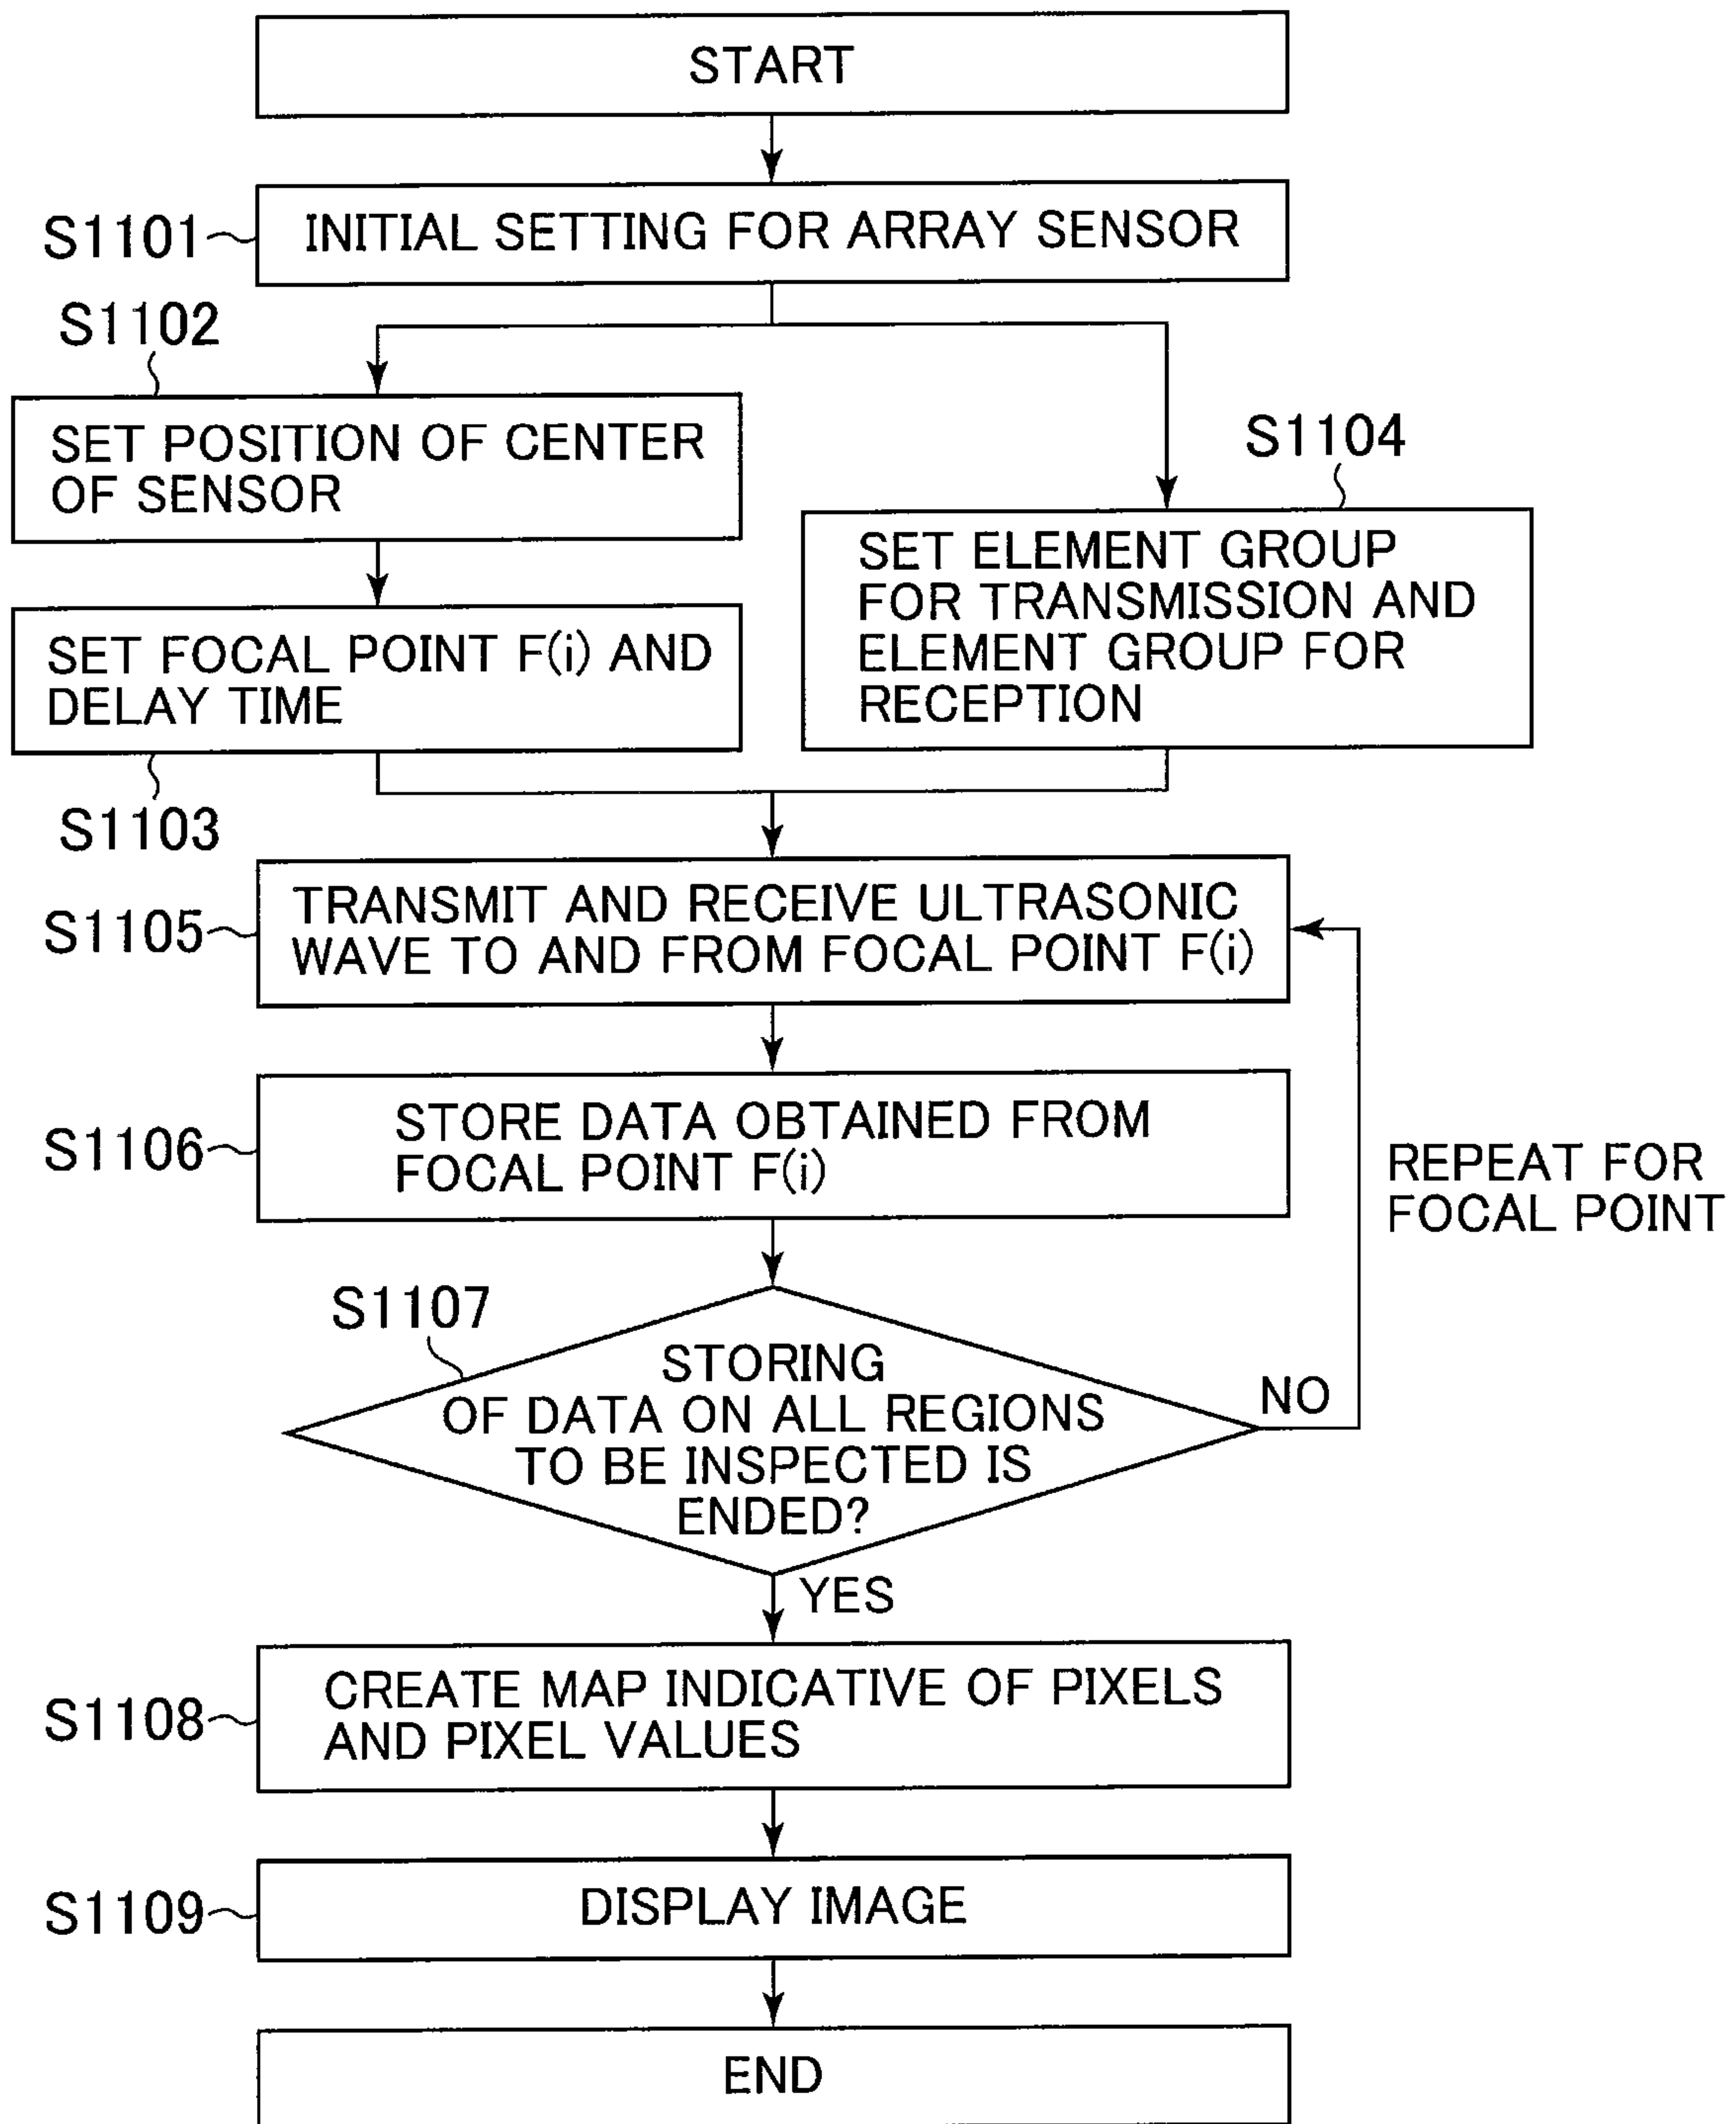 START
S1101
INITIAL SETTING FOR ARRAY SENSOR
S1102
SET POSITION OF CENTER
OF SENSOR
S1104
SET ELEMENT GROUP
FOR TRANSMISSION AND
ELEMENT GROUP FOR
RECEPTION
SET FOCAL POINT F(i) AND
DELAY TIME
S1103
S1105
TRANSMIT AND RECEIVE ULTRASONIC
WAVE TO AND FROM FOCAL POINT F(i)
S1106
STORE DATA OBTAINED FROM
FOCAL POINT F(i)
REPEAT FOR
FOCAL POINT
S1107
STORING
OF DATA ON ALL REGIONS
TO BE INSPECTED IS
ENDED?
NO
YES
S1108
CREATE MAP INDICATIVE OF PIXELS
AND PIXEL VALUES
S1109
DISPLAY IMAGE
END